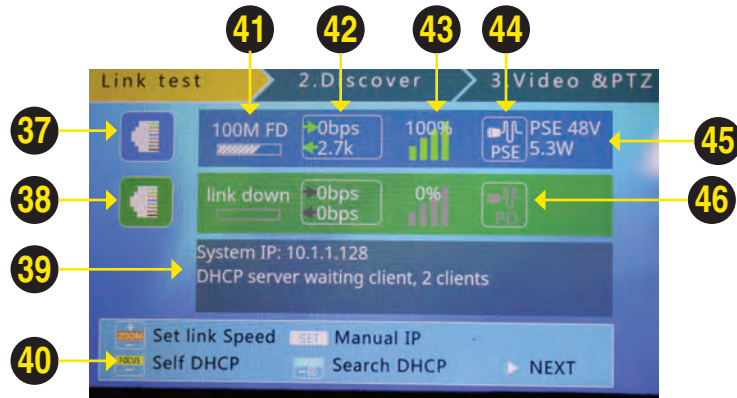 41 42 43 44
Link test 2.Discover 3.Video &PTZ
37
100M FD 0bps 100% PSE 48V
2.7k PSE 5.3W
45
38
link down 0bps 0%
0bps PD
46
39
System IP: 10.1.1.128
DHCP server waiting client, 2 clients
40
ZOOM Set link Speed SET Manual IP
FOCUS Self DHCP Search DHCP NEXT